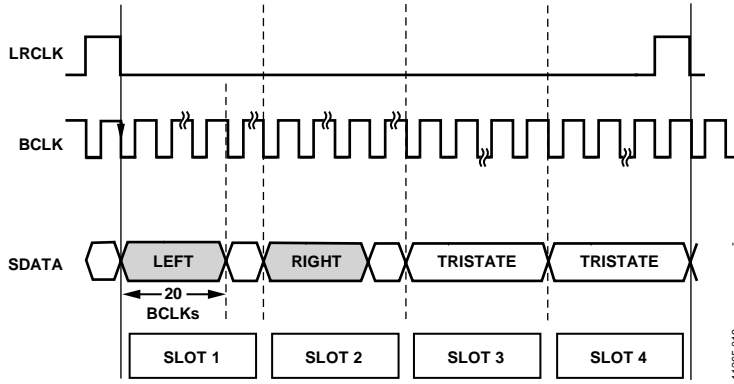 LRCLK
BCLK
SDATA
LEFT
RIGHT
TRISTATE
TRISTATE
20
BCLKs
SLOT 1
SLOT 2
SLOT 3
SLOT 4